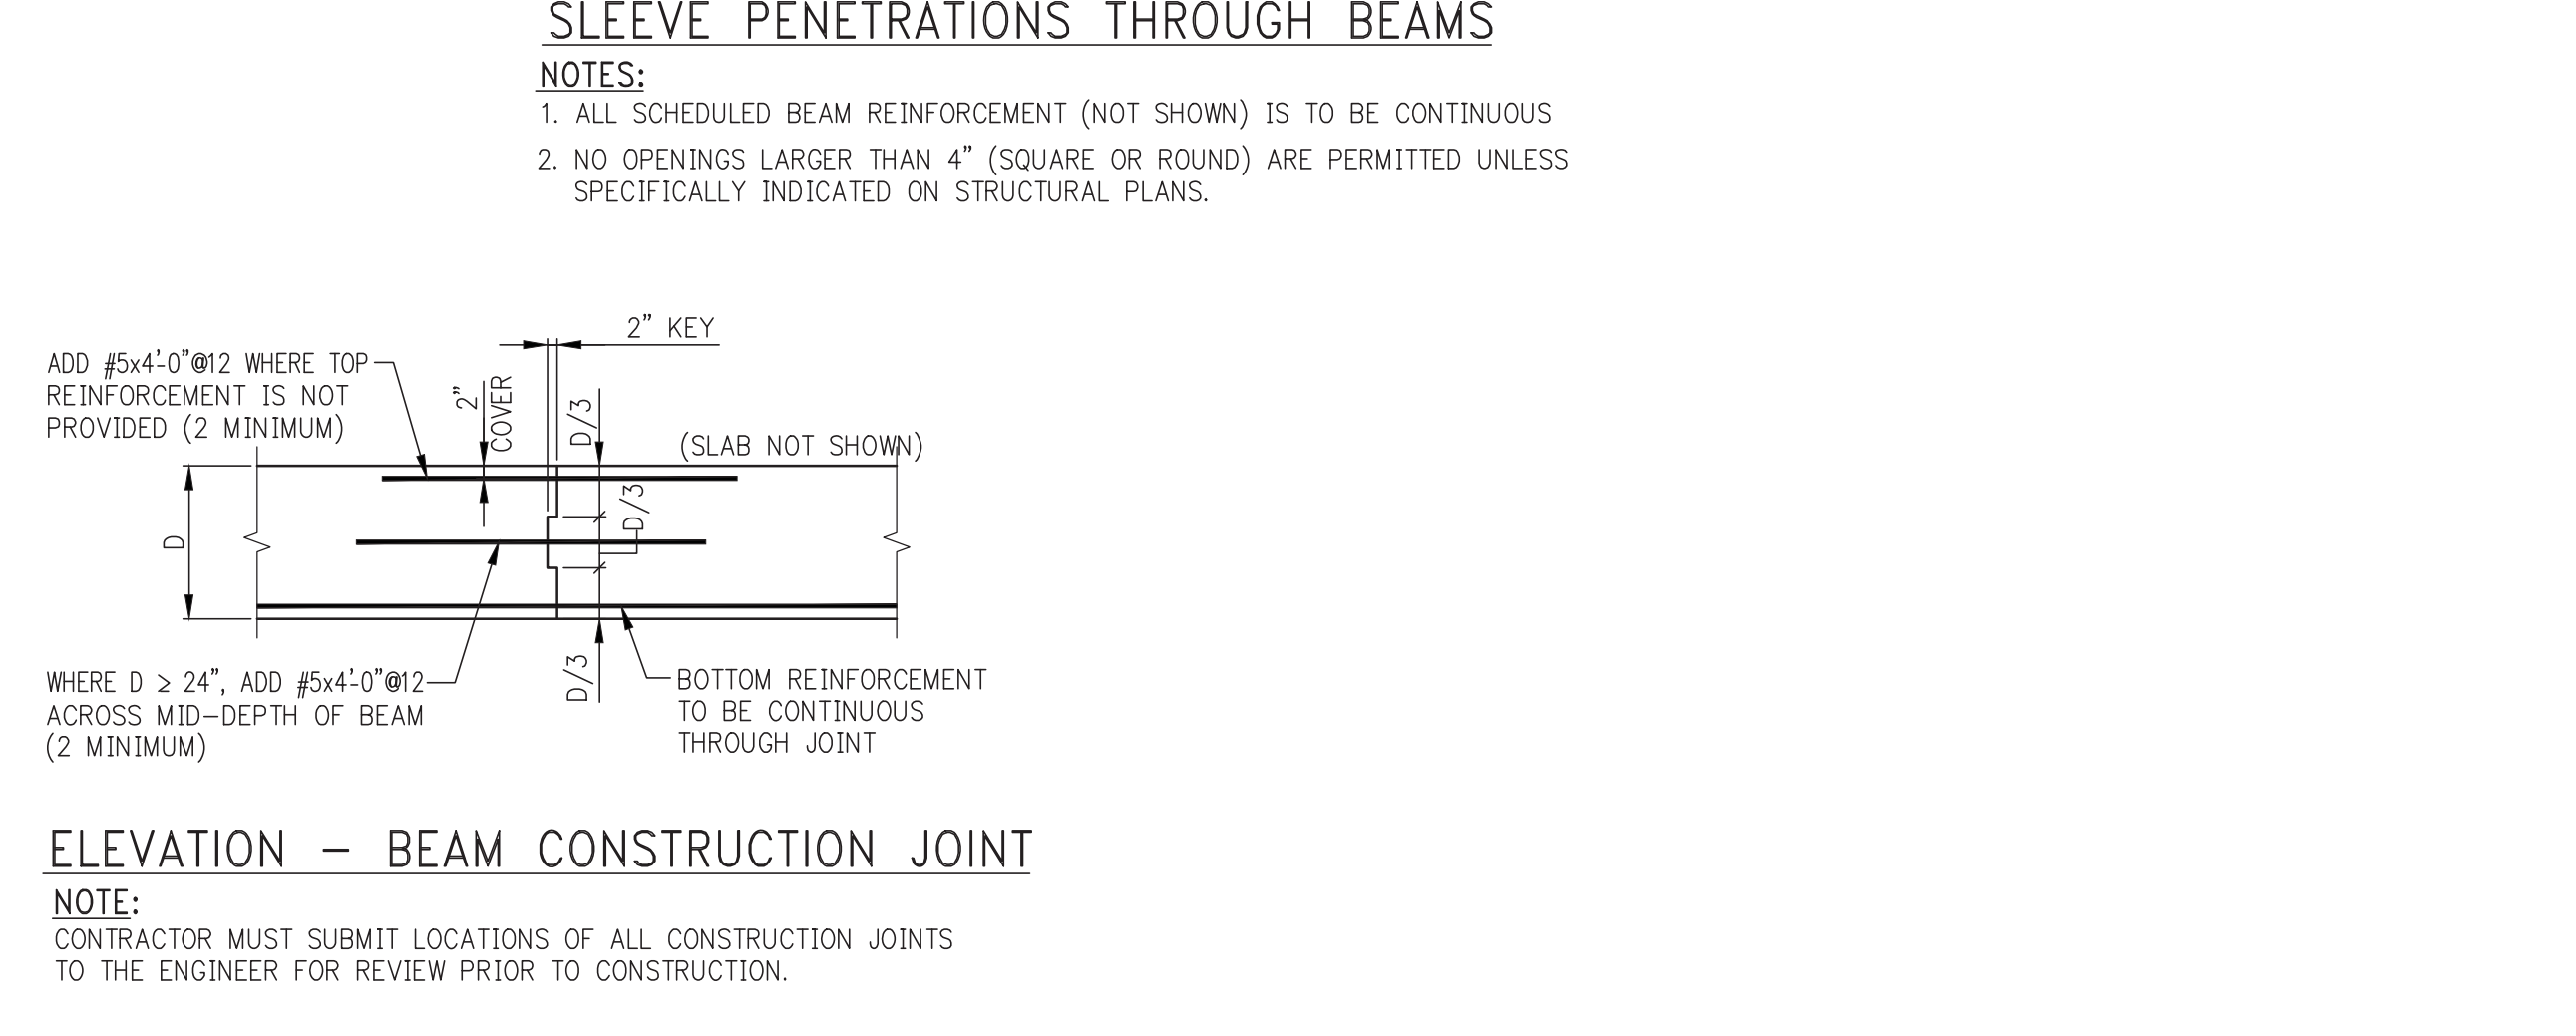 SLEEVE PENETRATIONS THROUGH BEAMS
NOTES:
1. ALL SCHEDULED BEAM REINFORCEMENT (NOT SHOWN) IS TO BE CONTINUOUS
2. NO OPENINGS LARGER THAN 4" (SQUARE OR ROUND) ARE PERMITTED UNLESS
SPECIFICALLY INDICATED ON STRUCTURAL PLANS.
2" KEY
ADD #5x4'-0"@12 WHERE TOP
REINFORCEMENT IS NOT
PROVIDED (2 MINIMUM)
2"
COVER
D/3
(SLAB NOT SHOWN)
D/3
D
D/3
WHERE D ≥ 24", ADD #5x4'-0"@12
ACROSS MID-DEPTH OF BEAM
(2 MINIMUM)
BOTTOM REINFORCEMENT
TO BE CONTINUOUS
THROUGH JOINT
ELEVATION - BEAM CONSTRUCTION JOINT
NOTE:
CONTRACTOR MUST SUBMIT LOCATIONS OF ALL CONSTRUCTION JOINTS
TO THE ENGINEER FOR REVIEW PRIOR TO CONSTRUCTION.